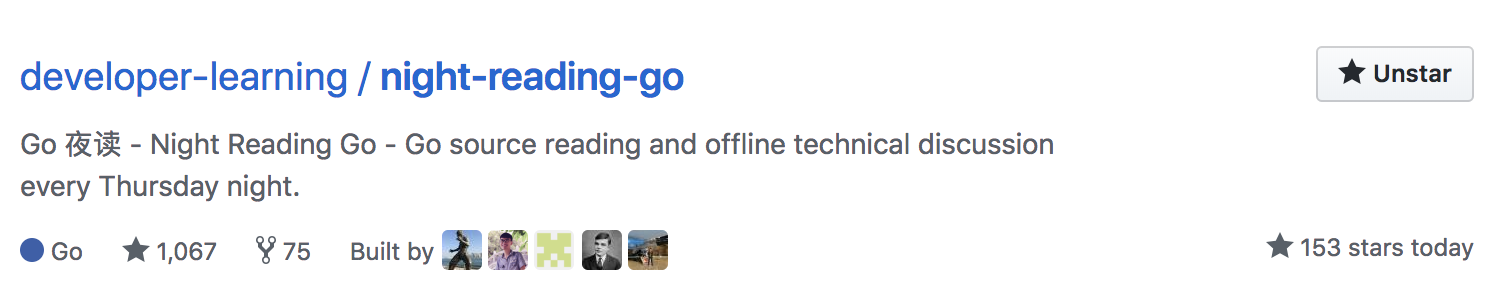 developer-learning / night-reading-go
Unstar
Go 夜读 - Night Reading Go - Go source reading and offline technical discussion
every Thursday night.
Go 1,067 75 Built by 153 stars today